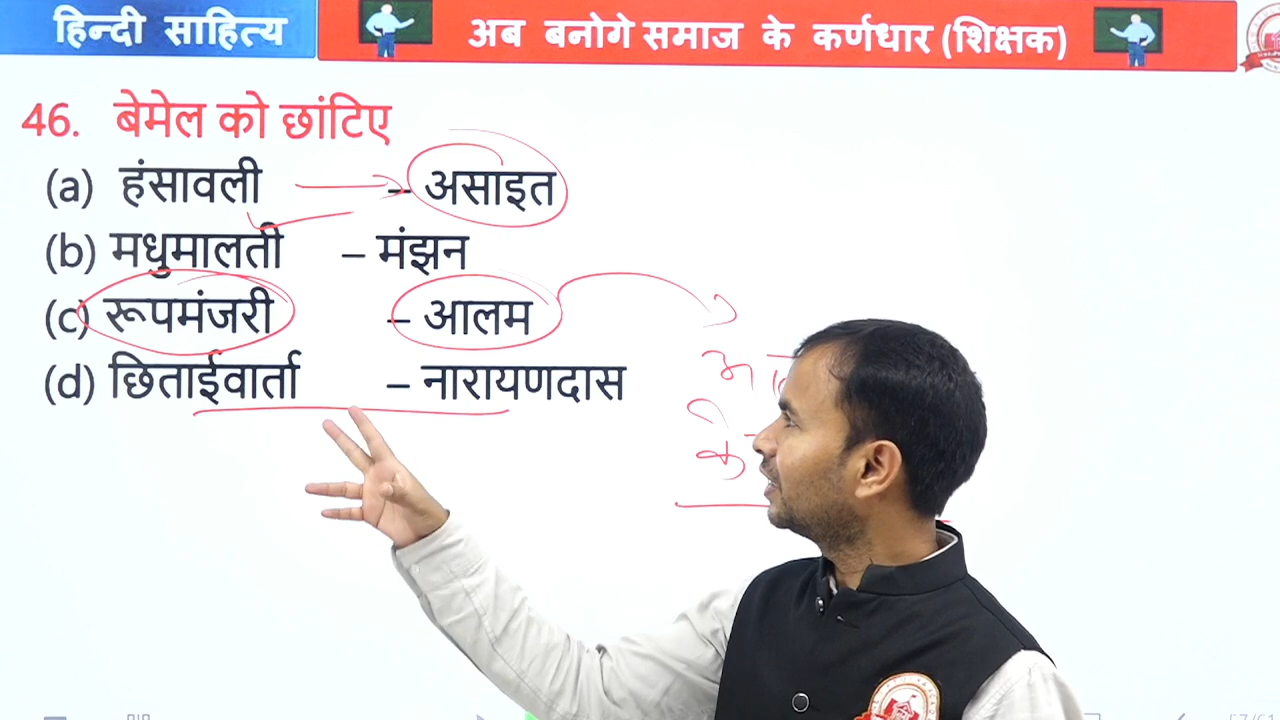 हिन्दी साहित्य
अब बनोगे समाज के कर्णधार (शिक्षक)
46. बेमेल को छांटिए
(a) हंसावली – असाइत
(b) मधुमालती – मंझन
(c) रूपमंजरी – आलम
(d) छिताईवार्ता – नारायणदास